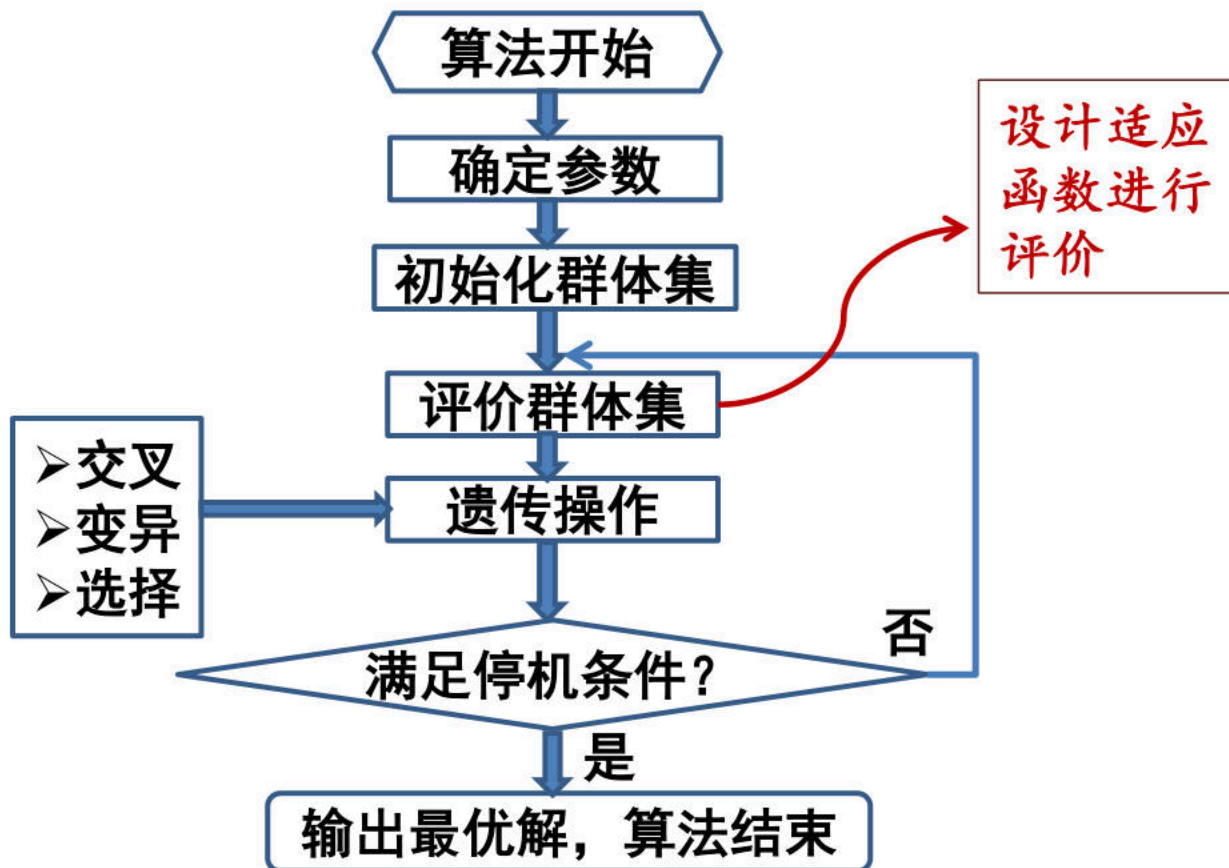 算法开始
确定参数
初始化群体集
评价群体集
设计适应
函数进行
评价
➢交叉
➢变异
➢选择
遗传操作
满足停机条件？
否
是
输出最优解，算法结束